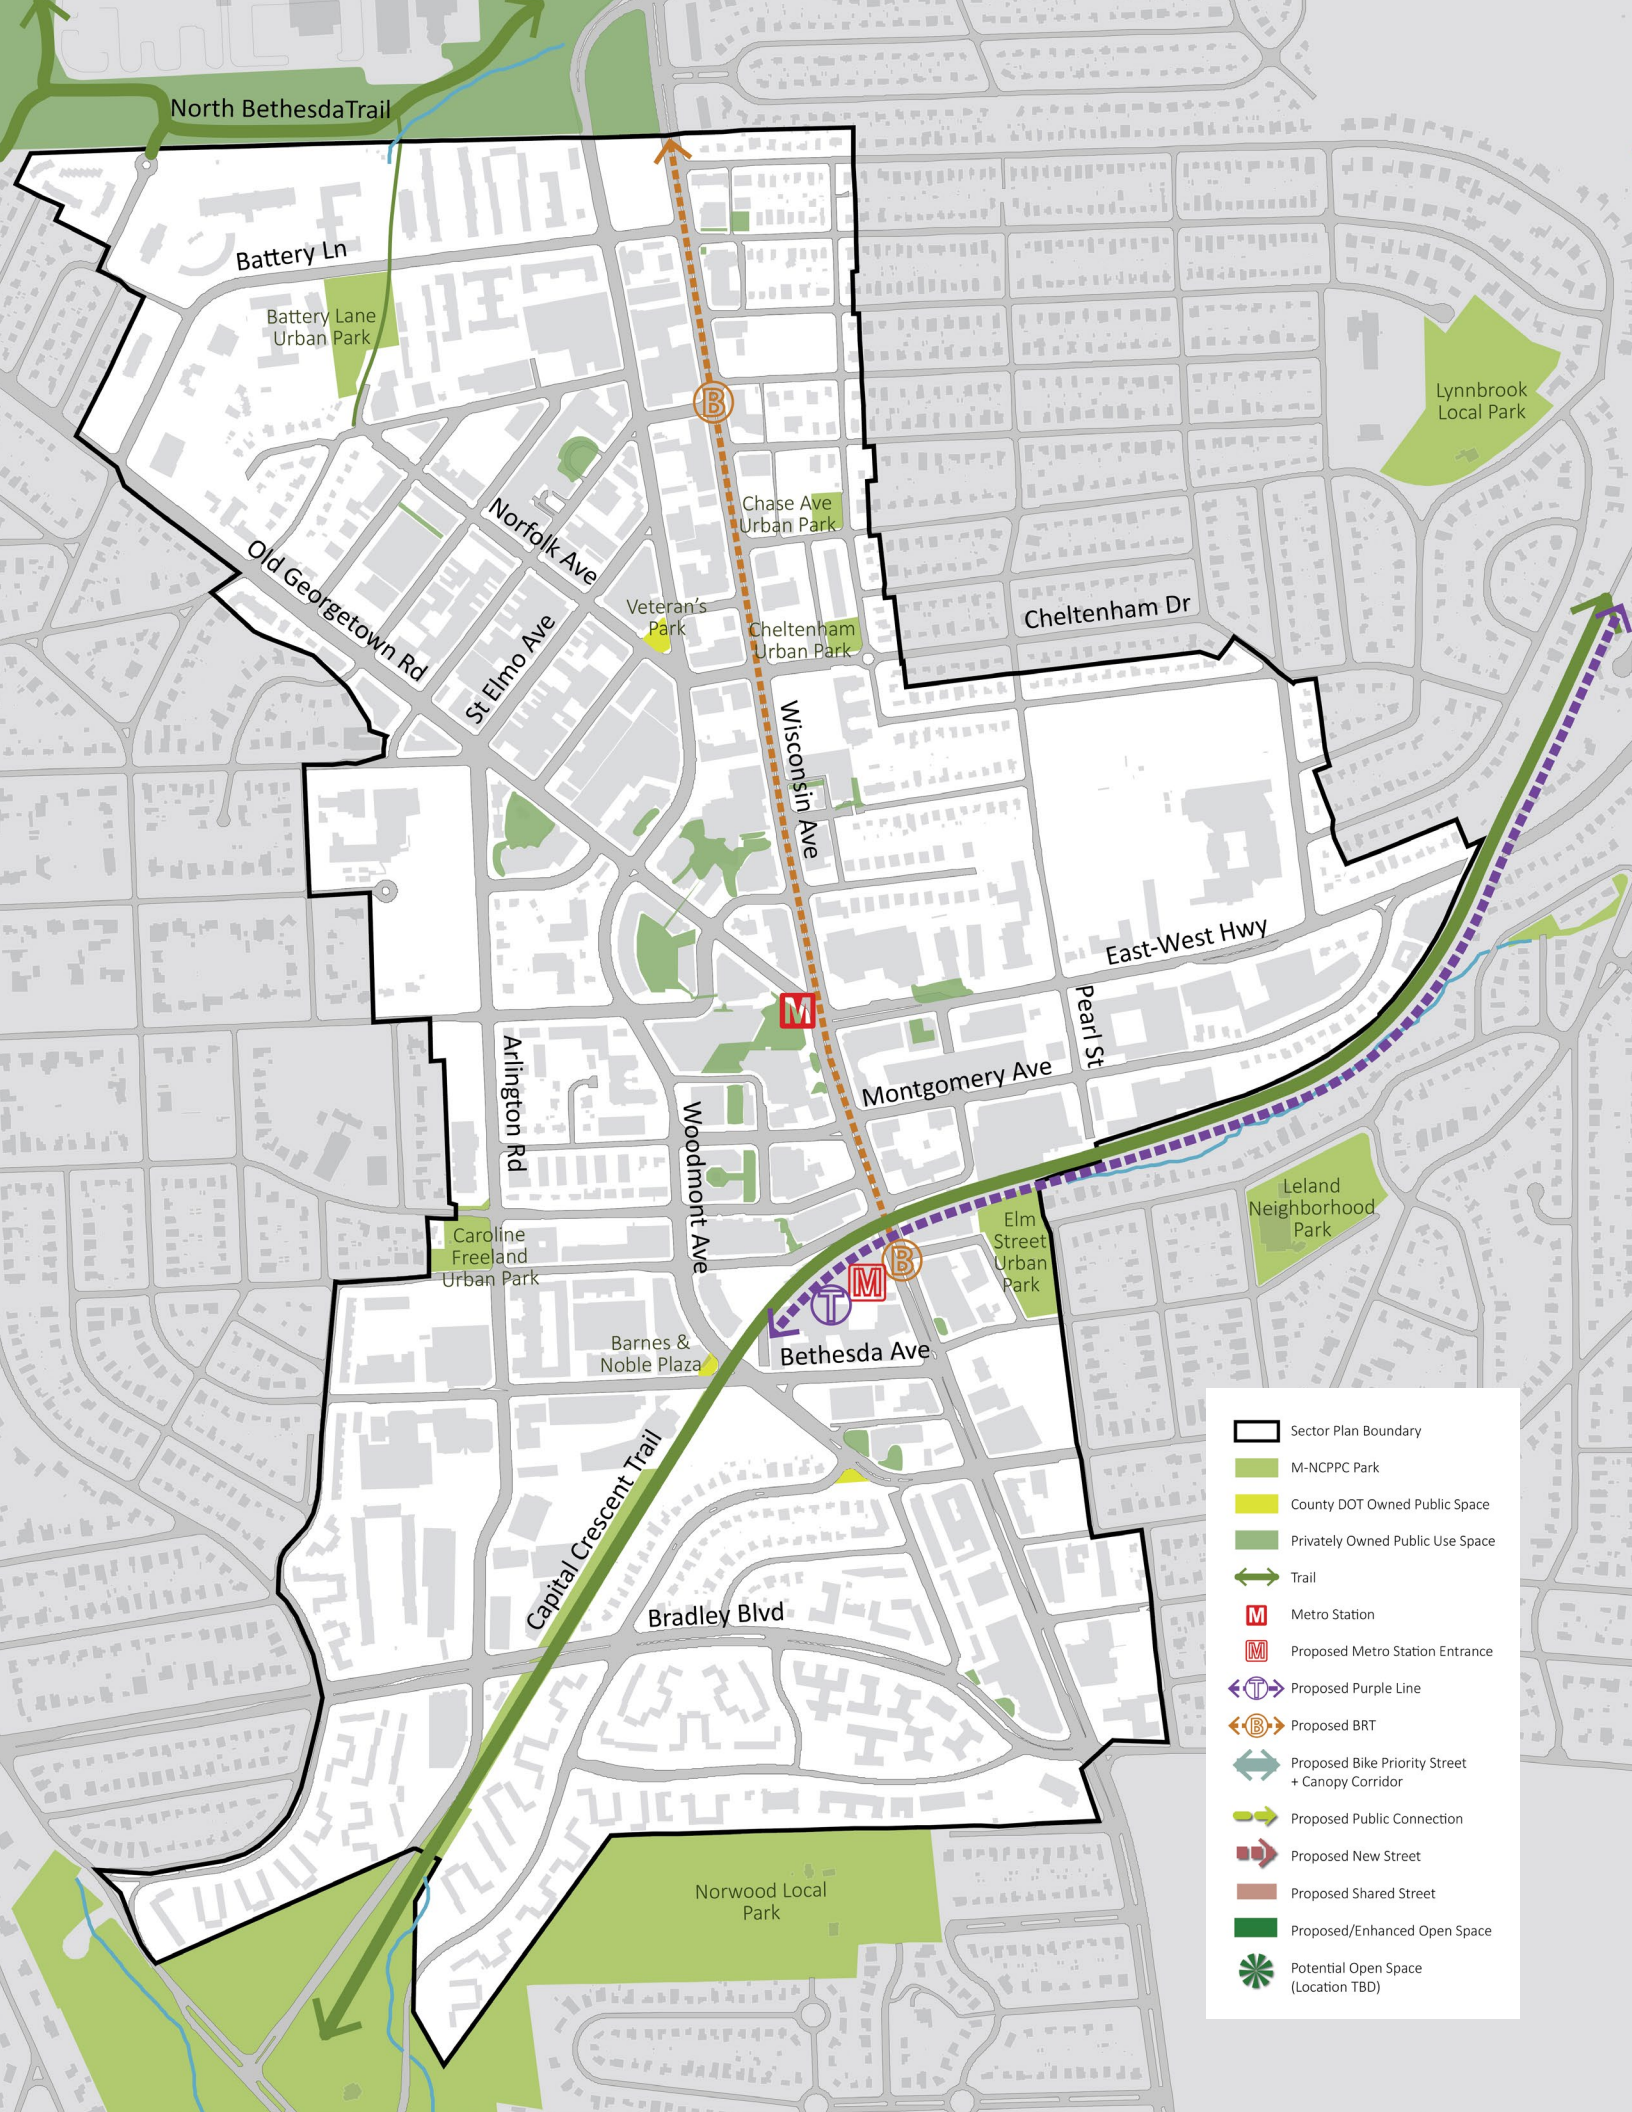 North BethesdaTrail
Battery Ln
Battery Lane
Urban Park
Lynnbrook
Local Park
B
Chase Ave
Urban Park
Norfolk Ave
Old Georgetown Rd
St Elmo Ave
Veteran's
Park
Cheltenham
Urban Park
Cheltenham Dr
Wisconsin Ave
East-West Hwy
M
Pearl St
Arlington Rd
Montgomery Ave
Woodmont Ave
Leland
Neighborhood
Park
Elm
Street
Urban
Park
Caroline
Freeland
Urban Park
B
M
T
Barnes &
Noble Plaza
Bethesda Ave
Capital Crescent Trail
Bradley Blvd
Norwood Local
Park
Sector Plan Boundary
M-NCPPC Park
County DOT Owned Public Space
Privately Owned Public Use Space
Trail
M Metro Station
M Proposed Metro Station Entrance
T Proposed Purple Line
B Proposed BRT
Proposed Bike Priority Street
+ Canopy Corridor
Proposed Public Connection
Proposed New Street
Proposed Shared Street
Proposed/Enhanced Open Space
Potential Open Space
(Location TBD)